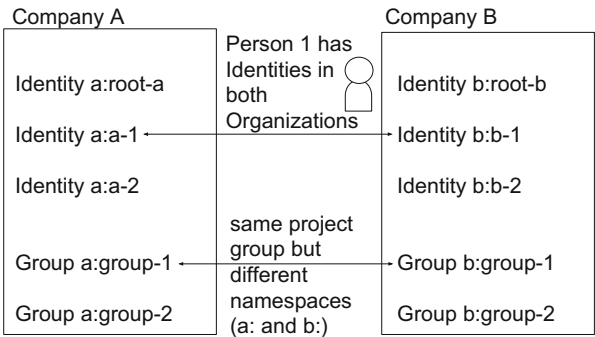 Company A
Identity a:root-a
Identity a:a-1
Identity a:a-2
Group a:group-1
Group a:group-2
Person 1 has
Identities in
both
Organizations
same project
group but
different
namespaces
(a: and b:)
Company B
Identity b:root-b
Identity b:b-1
Identity b:b-2
Group b:group-1
Group b:group-2